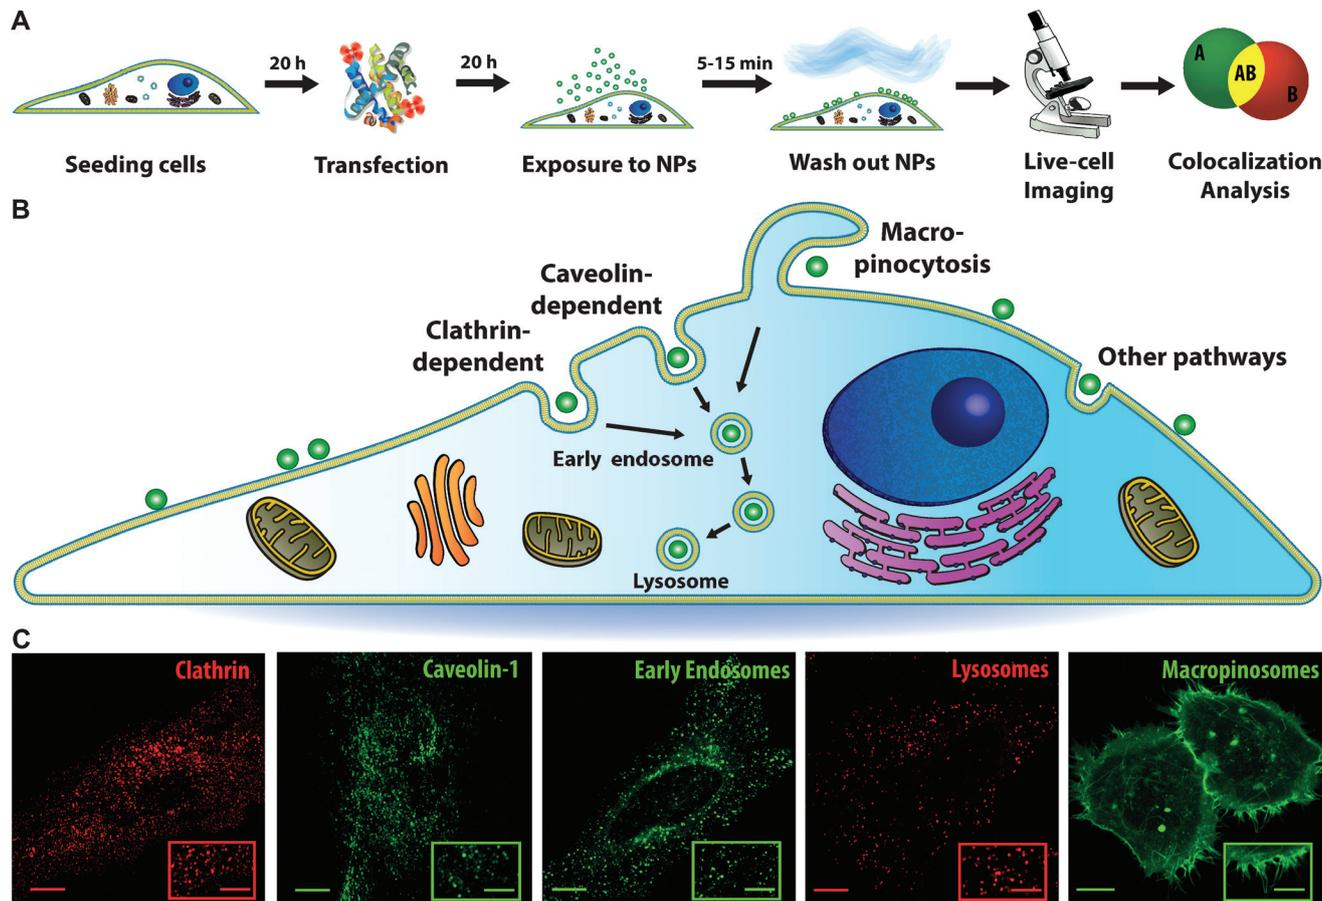 A
20 h
20 h
5-15 min
A
AB
B
Seeding cells
Transfection
Exposure to NPs
Wash out NPs
Live-cell
Imaging
Colocalization
Analysis
B
Macro-
pinocytosis
Caveolin-
dependent
Clathrin-
dependent
Other pathways
Early endosome
Lysosome
C
Clathrin
Caveolin-1
Early Endosomes
Lysosomes
Macropinosomes